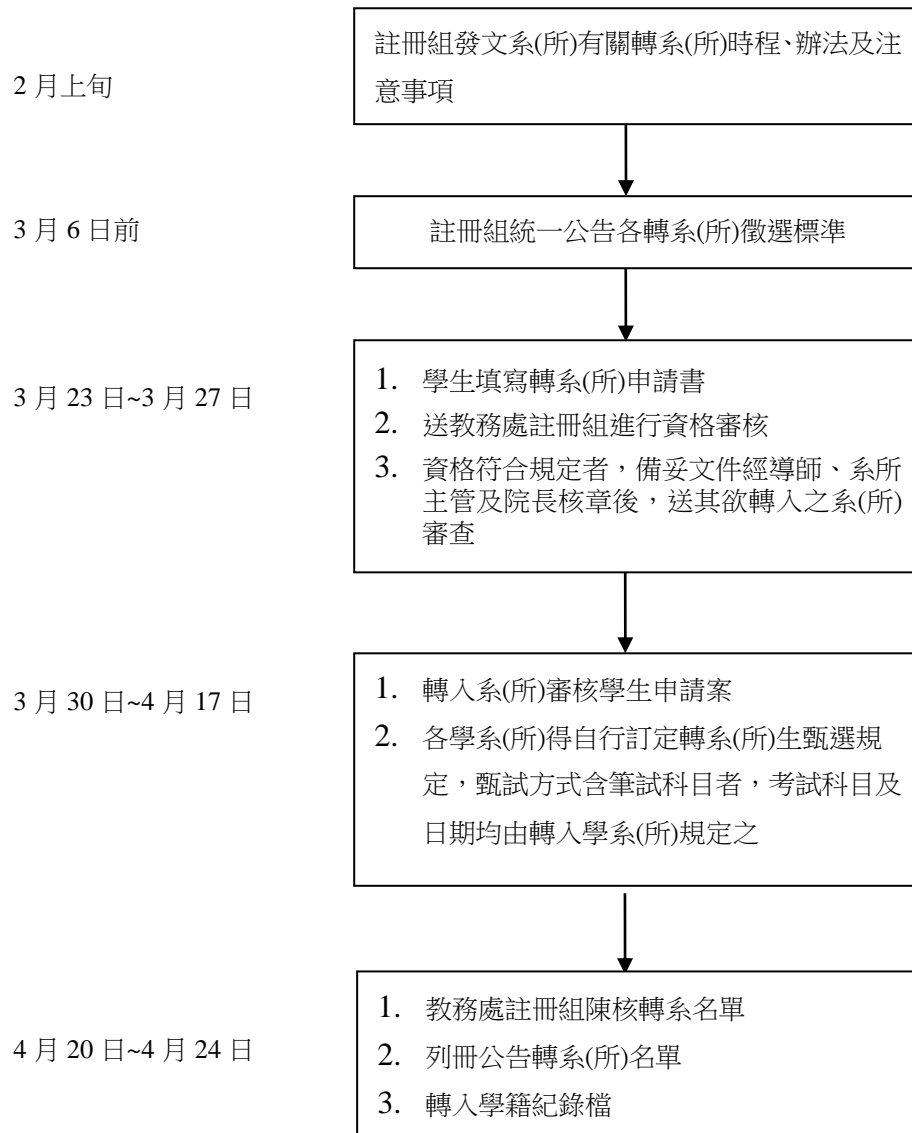 2 月上旬
註冊組發文系(所)有關轉系(所)時程、辦法及注
意事項
3 月 6 日前
註冊組統一公告各轉系(所)徵選標準
3 月 23 日~3 月 27 日
1. 學生填寫轉系(所)申請書
2. 送教務處註冊組進行資格審核
3. 資格符合規定者，備妥文件經導師、系所
主管及院長核章後，送其欲轉入之系(所)
審查
3 月 30 日~4 月 17 日
1. 轉入系(所)審核學生申請案
2. 各學系(所)得自行訂定轉系(所)生甄選規
定，甄試方式含筆試科目者，考試科目及
日期均由轉入學系(所)規定之
4 月 20 日~4 月 24 日
1. 教務處註冊組陳核轉系名單
2. 列冊公告轉系(所)名單
3. 轉入學籍紀錄檔